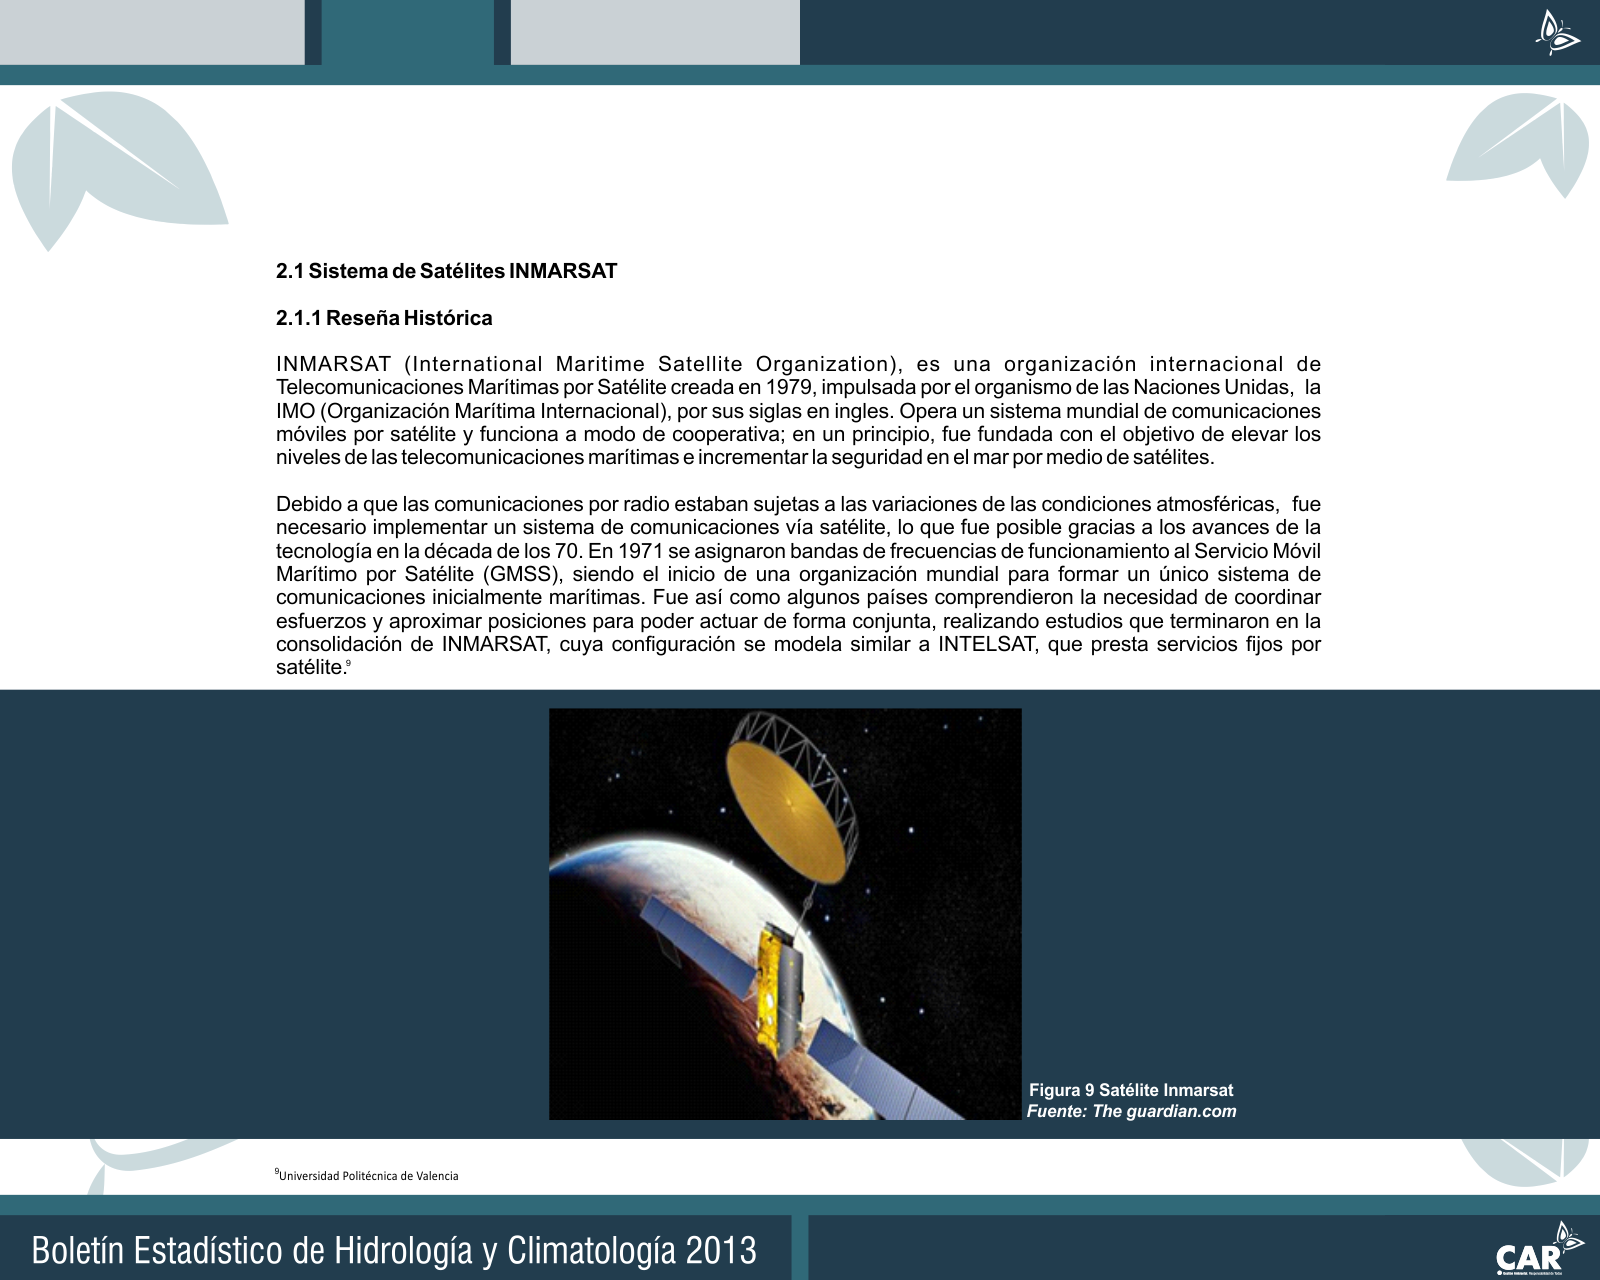 2.1 Sistema de Satélites INMARSAT
2.1.1 Reseña Histórica
INMARSAT (International Maritime Satellite Organization), es una organización internacional de
Telecomunicaciones Marítimas por Satélite creada en 1979, impulsada por el organismo de las Naciones Unidas, la
IMO (Organización Marítima Internacional), por sus siglas en ingles. Opera un sistema mundial de comunicaciones
móviles por satélite y funciona a modo de cooperativa; en un principio, fue fundada con el objetivo de elevar los
niveles de las telecomunicaciones marítimas e incrementar la seguridad en el mar por medio de satélites.
Debido a que las comunicaciones por radio estaban sujetas a las variaciones de las condiciones atmosféricas, fue
necesario implementar un sistema de comunicaciones vía satélite, lo que fue posible gracias a los avances de la
tecnología en la década de los 70. En 1971 se asignaron bandas de frecuencias de funcionamiento al Servicio Móvil
Marítimo por Satélite (GMSS), siendo el inicio de una organización mundial para formar un único sistema de
comunicaciones inicialmente marítimas. Fue así como algunos países comprendieron la necesidad de coordinar
esfuerzos y aproximar posiciones para poder actuar de forma conjunta, realizando estudios que terminaron en la
consolidación de INMARSAT, cuya configuración se modela similar a INTELSAT, que presta servicios fijos por
satélite.⁹
Figura 9 Satélite Inmarsat
Fuente: The guardian.com
⁹Universidad Politécnica de Valencia
Boletín Estadístico de Hidrología y Climatología 2013
CAR